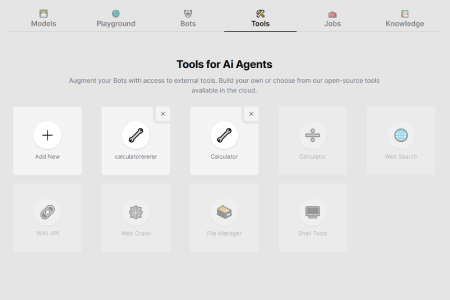 Models Playground Bots Tools Jobs Knowledge
Tools for Ai Agents
Augment your Bots with access to external tools. Build your own or choose from our open-source tools
available in the cloud.
Add New calculatorererer Calculator Calculator Web Search
WIKI API Web Crawl File Manager Shell Tools